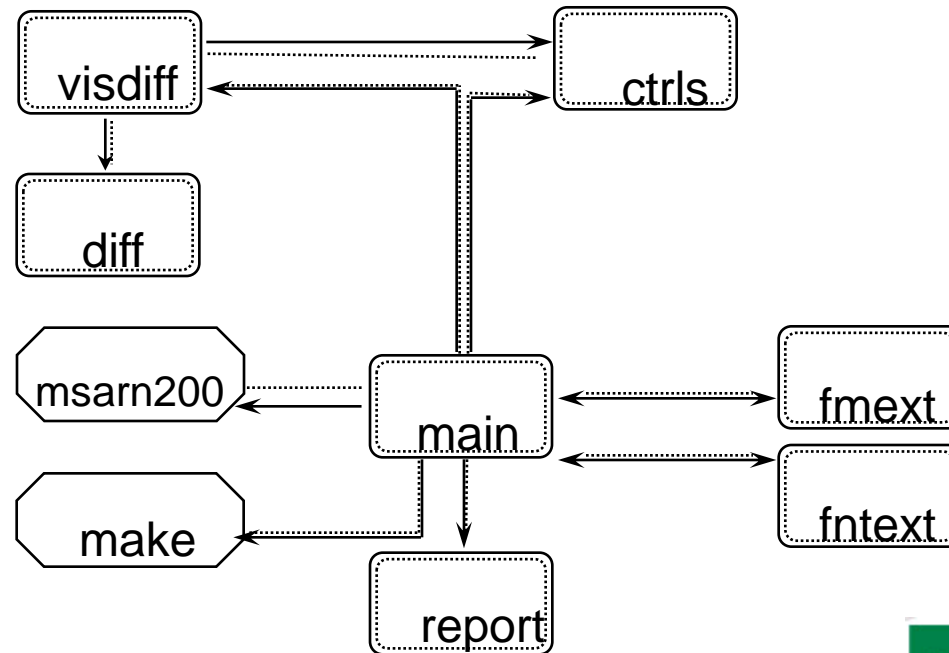 visdiff
ctrls
diff
msarn200
main
fmext
make
fntext
report